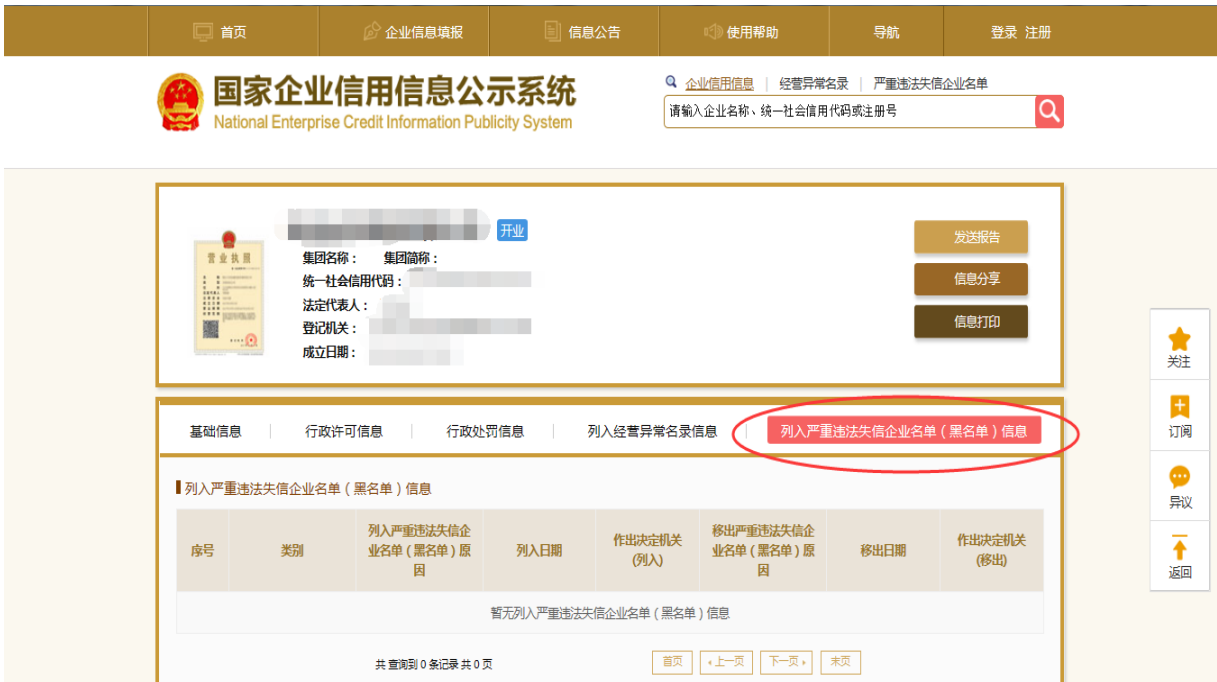 首页 企业信息填报 信息公告 使用帮助 导航 登录 注册
国家企业信用信息公示系统
National Enterprise Credit Information Publicity System
企业信用信息 | 经营异常名录 | 严重违法失信企业名单
请输入企业名称、统一社会信用代码或注册号
开业
营业执照
集团名称： 集团简称：
统一社会信用代码：
法定代表人：
登记机关：
成立日期：
发送报告
信息分享
信息打印
关注
订阅
异议
返回
基础信息 | 行政许可信息 | 行政处罚信息 | 列入经营异常名录信息 | 列入严重违法失信企业名单（黑名单）信息
列入严重违法失信企业名单（黑名单）信息
序号 类别 列入严重违法失信企业名单（黑名单）原因 列入日期 作出决定机关(列入) 移出严重违法失信企业名单（黑名单）原因 移出日期 作出决定机关(移出)
暂无列入严重违法失信企业名单（黑名单）信息
共查询到0条记录共0页 首页 上一页 下一页 末页